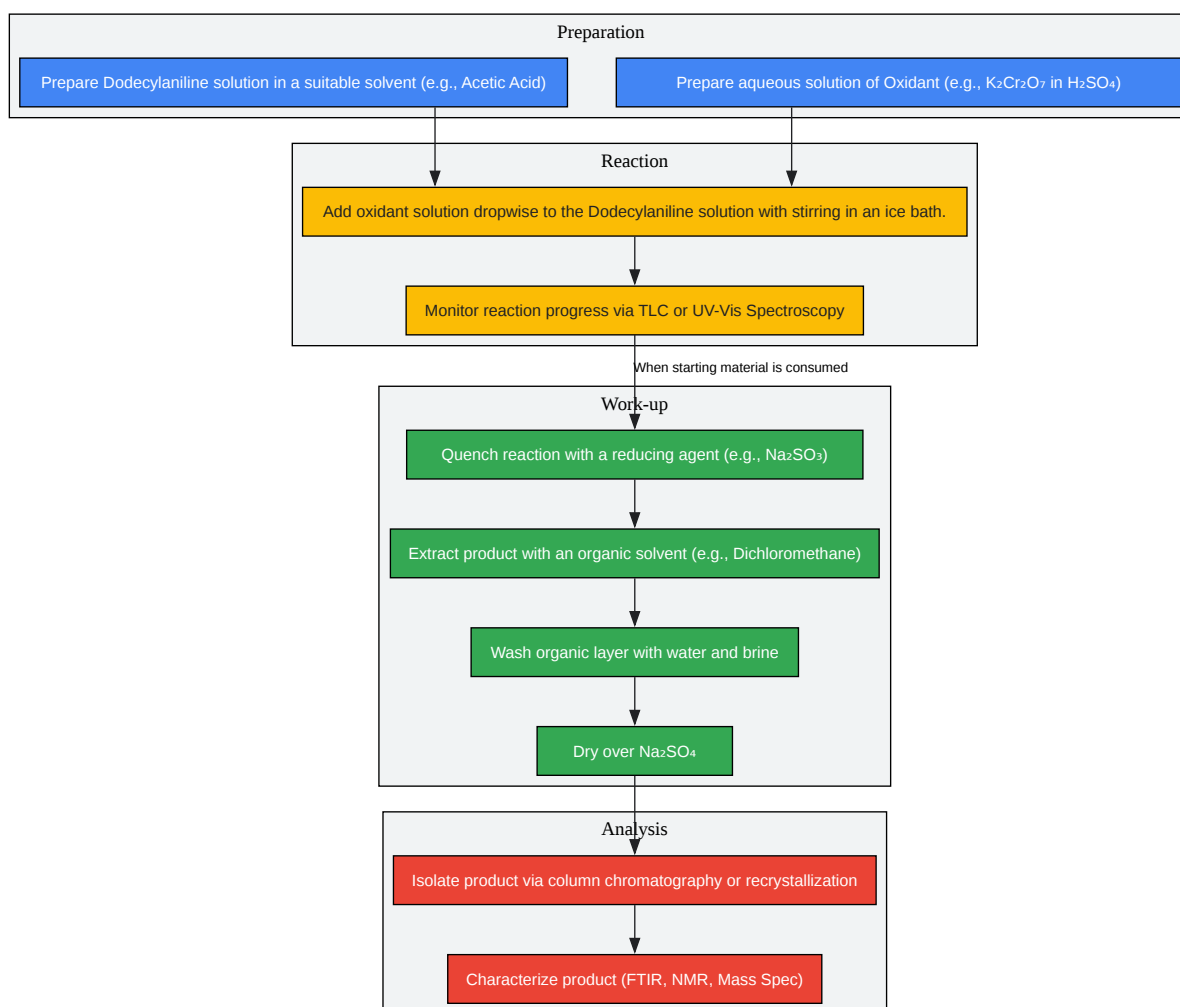 Preparation
Prepare Dodecylaniline solution in a suitable solvent (e.g., Acetic Acid)
Prepare aqueous solution of Oxidant (e.g., K₂Cr₂O₇ in H₂SO₄)
Reaction
Add oxidant solution dropwise to the Dodecylaniline solution with stirring in an ice bath.
Monitor reaction progress via TLC or UV-Vis Spectroscopy
When starting material is consumed
Work-up
Quench reaction with a reducing agent (e.g., Na₂SO₃)
Extract product with an organic solvent (e.g., Dichloromethane)
Wash organic layer with water and brine
Dry over Na₂SO₄
Analysis
Isolate product via column chromatography or recrystallization
Characterize product (FTIR, NMR, Mass Spec)